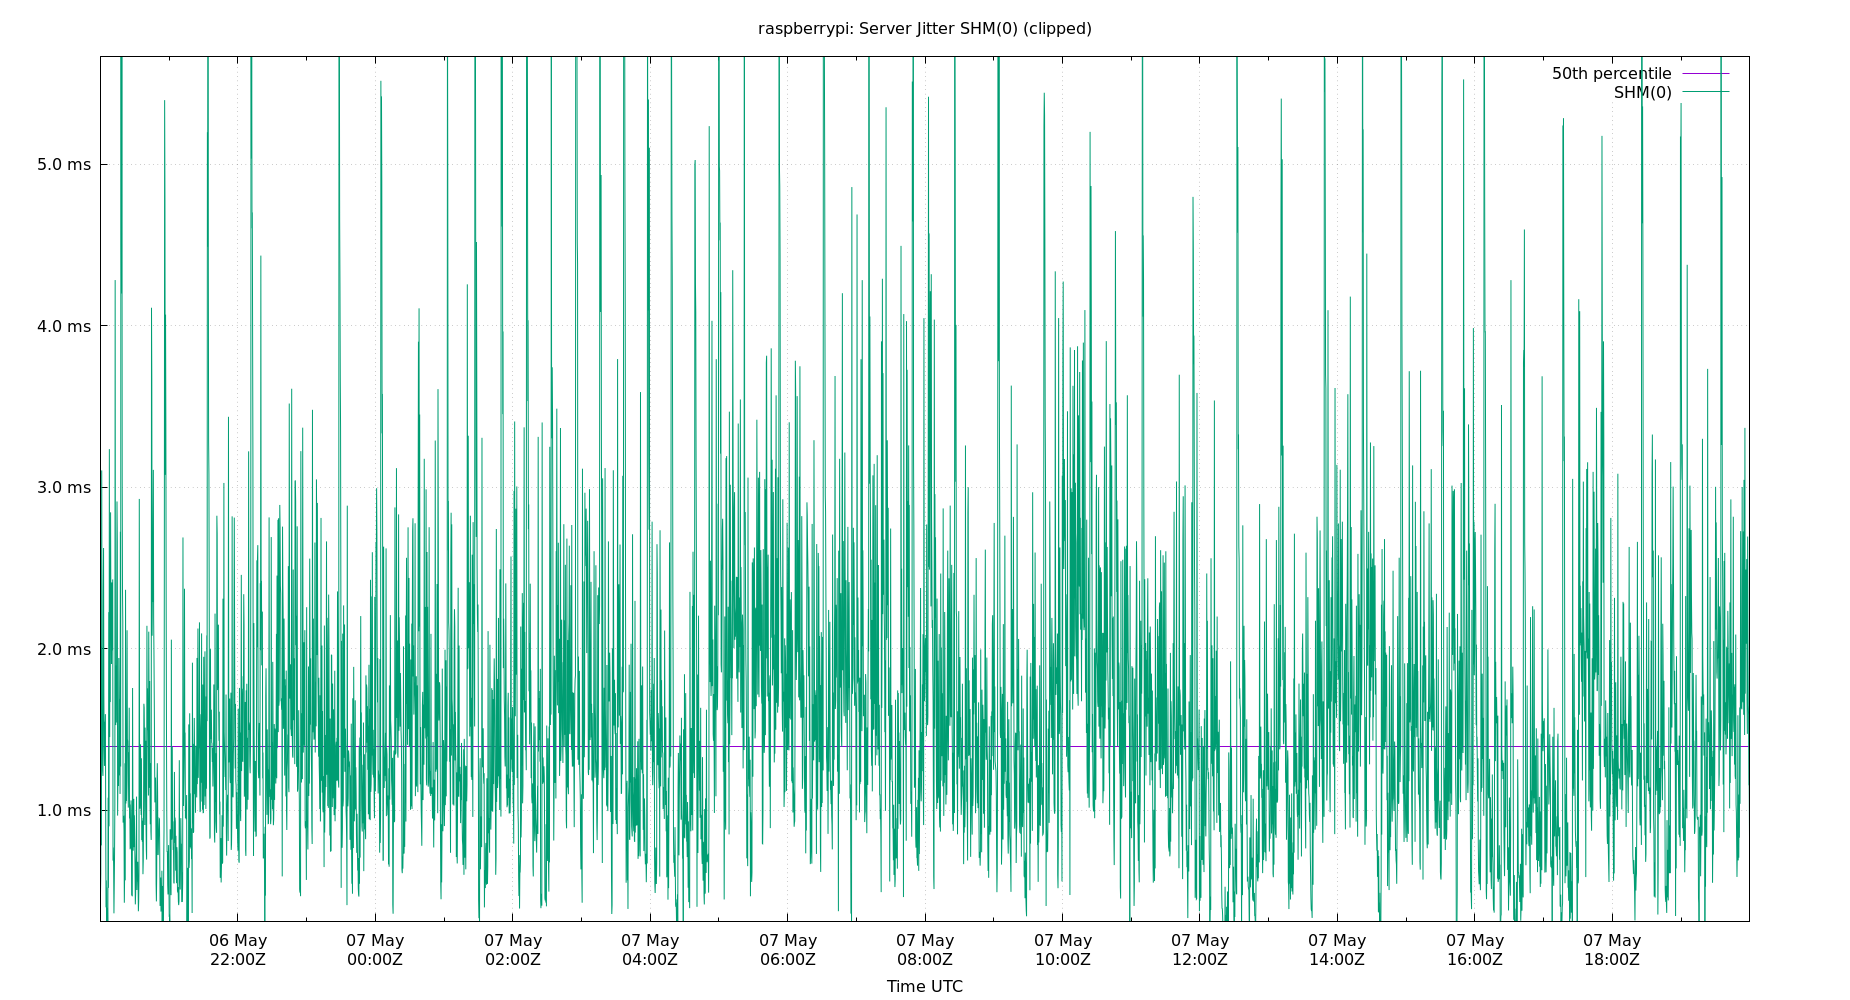 raspberrypi: Server Jitter SHM(0) (clipped)
50th percentile
SHM(0)
5.0 ms
4.0 ms
3.0 ms
2.0 ms
1.0 ms
06 May 07 May 07 May 07 May 07 May 07 May 07 May 07 May 07 May 07 May 07 May
22:00Z 00:00Z 02:00Z 04:00Z 06:00Z 08:00Z 10:00Z 12:00Z 14:00Z 16:00Z 18:00Z
Time UTC